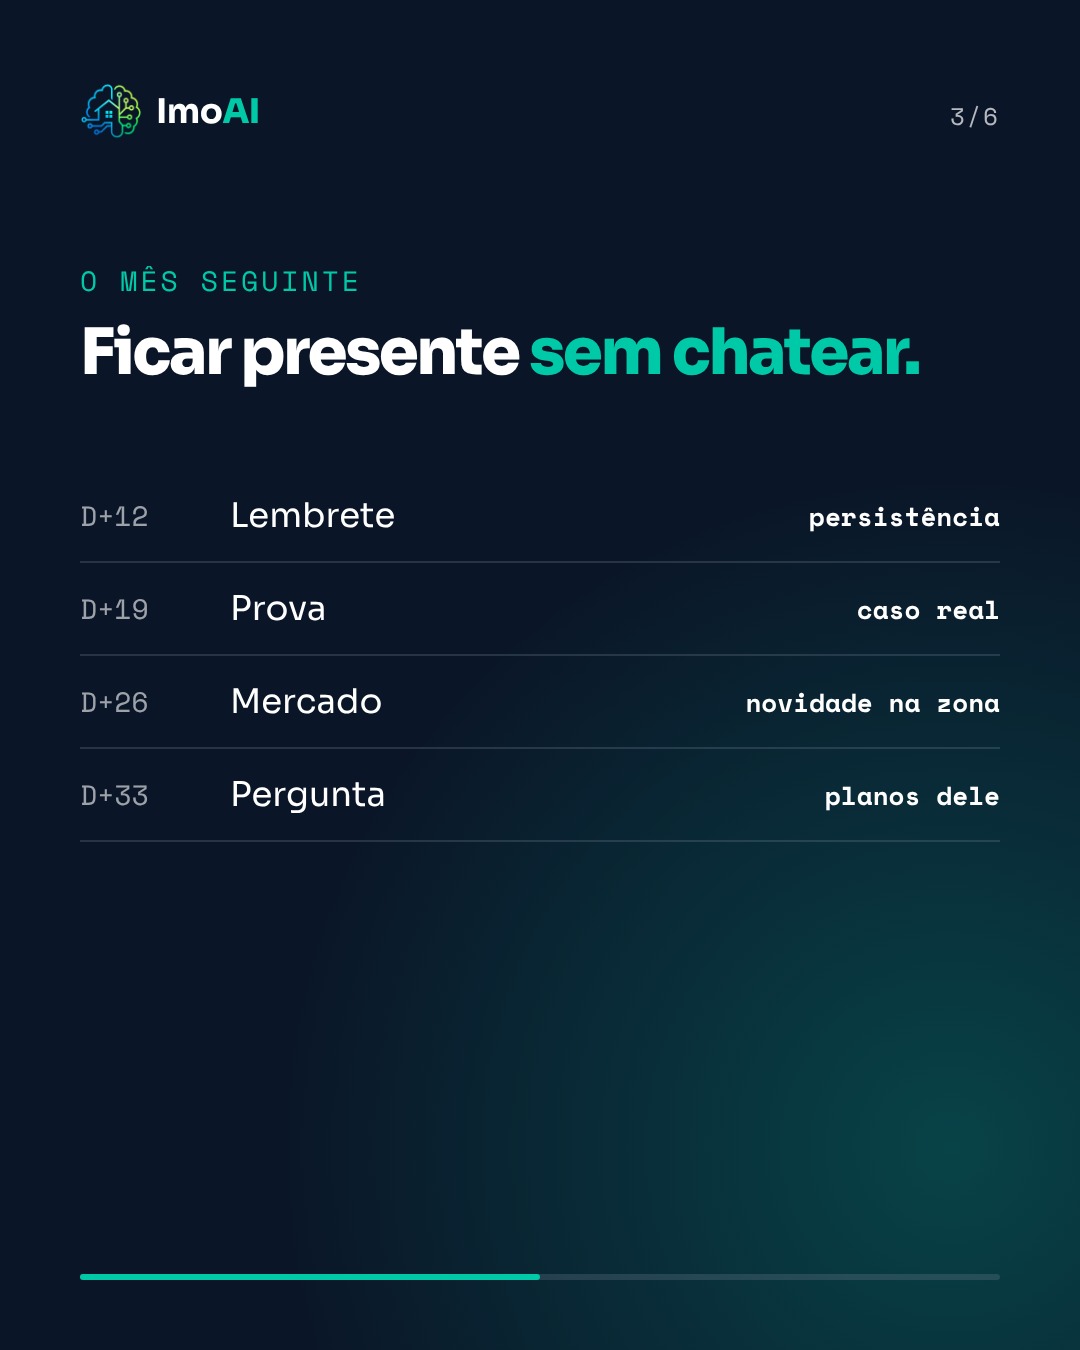 ImoAI
3/6
O MÊS SEGUINTE
Ficar presente sem chatear.
D+12 Lembrete persistência
D+19 Prova caso real
D+26 Mercado novidade na zona
D+33 Pergunta planos dele